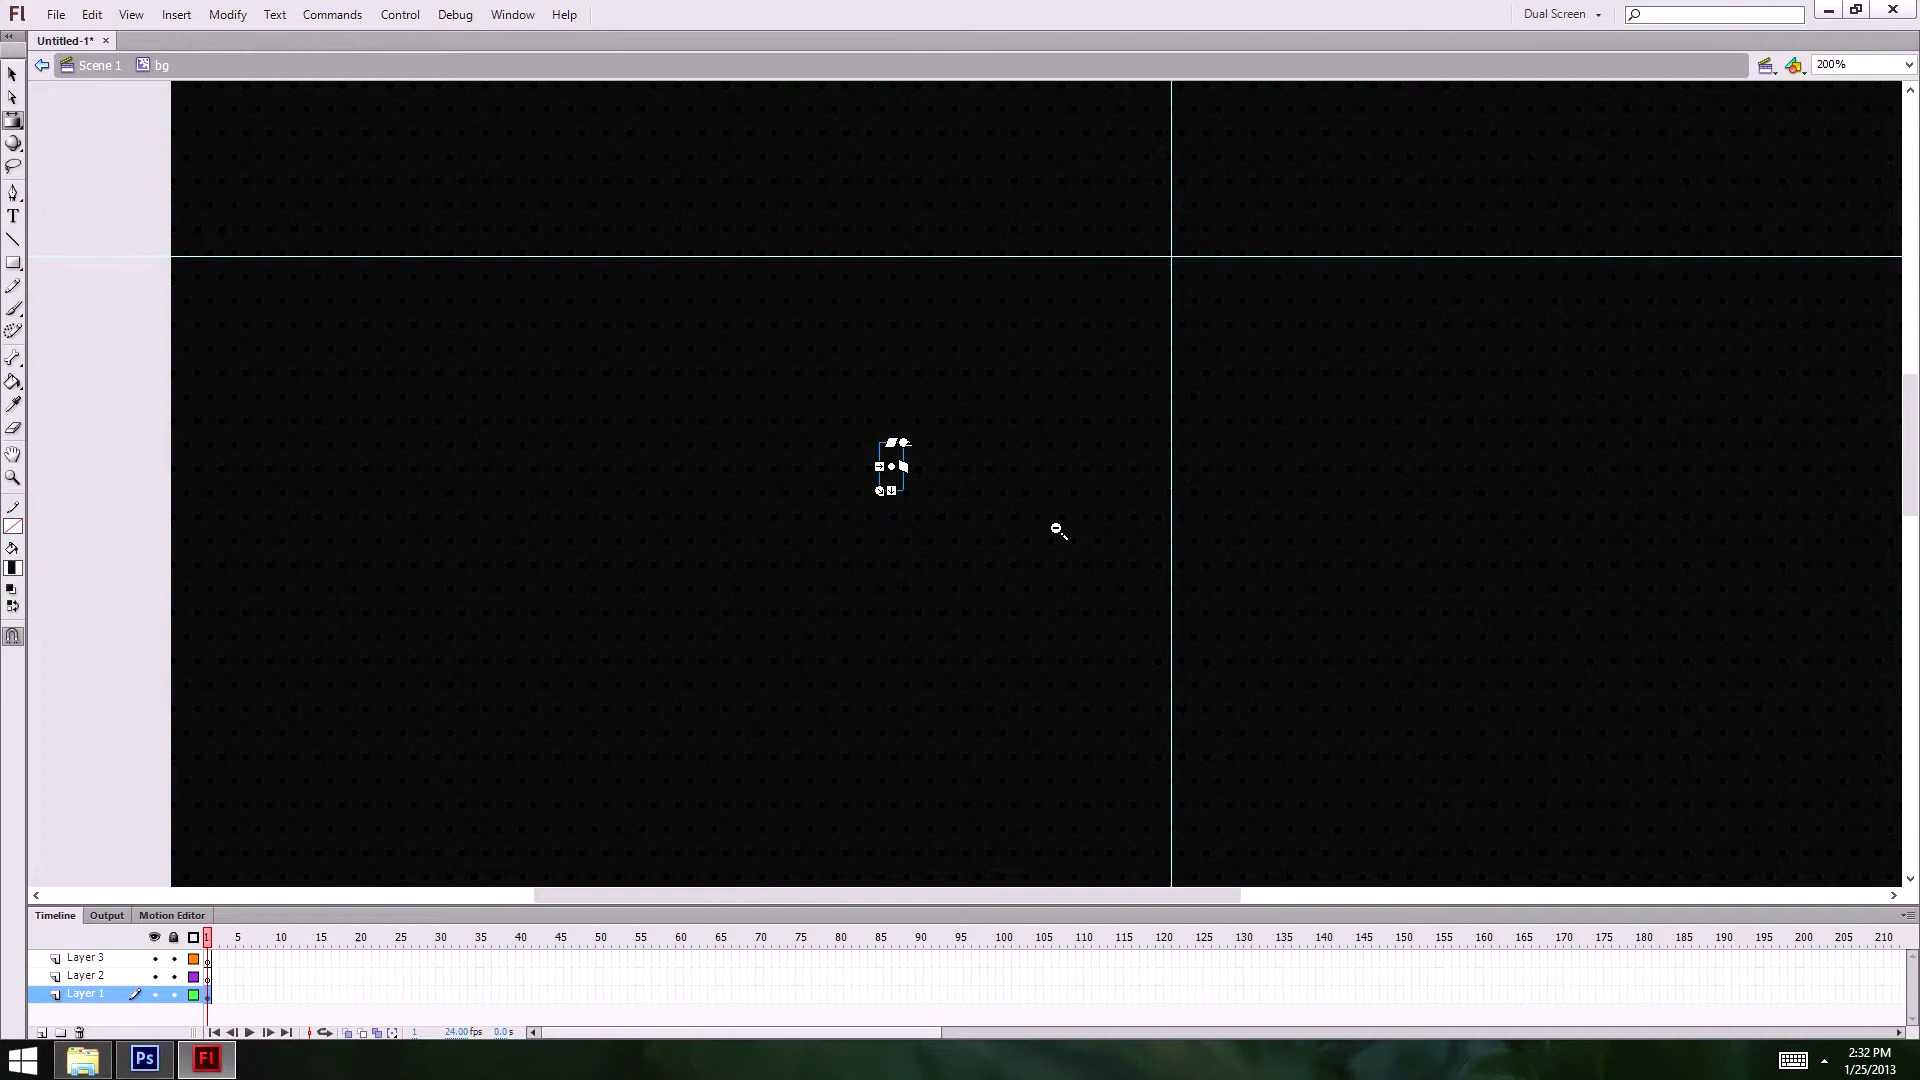 Fl File Edit View Insert Modify Text Commands Control Debug Window Help Dual Screen
Untitled-1* ×
Scene 1 bg 200%
T
Timeline Output Motion Editor
1 5 10 15 20 25 30 35 40 45 50 55 60 65 70 75 80 85 90 95 100 105 110 115 120 125 130 135 140 145 150 155 160 165 170 175 180 185 190 195 200 205 210
Layer 3
Layer 2
Layer 1
1 24.00 fps 0.0 s
Ps Fl
2:32 PM
1/25/2013